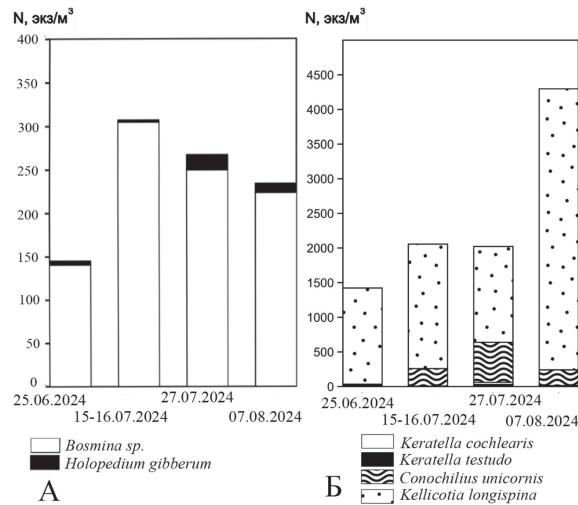 N, экз/м³
400
350
300
250
200
150
100
50
0
25.06.2024
15-16.07.2024
27.07.2024
07.08.2024
Bosmina sp.
Holopedium gibberum
А
N, экз/м³
4500
4000
3500
3000
2500
2000
1500
1000
500
0
25.06.2024
15-16.07.2024
27.07.2024
07.08.2024
Keratella cochlearis
Keratella testudo
Conochilius unicornis
Kellicotia longispina
Б